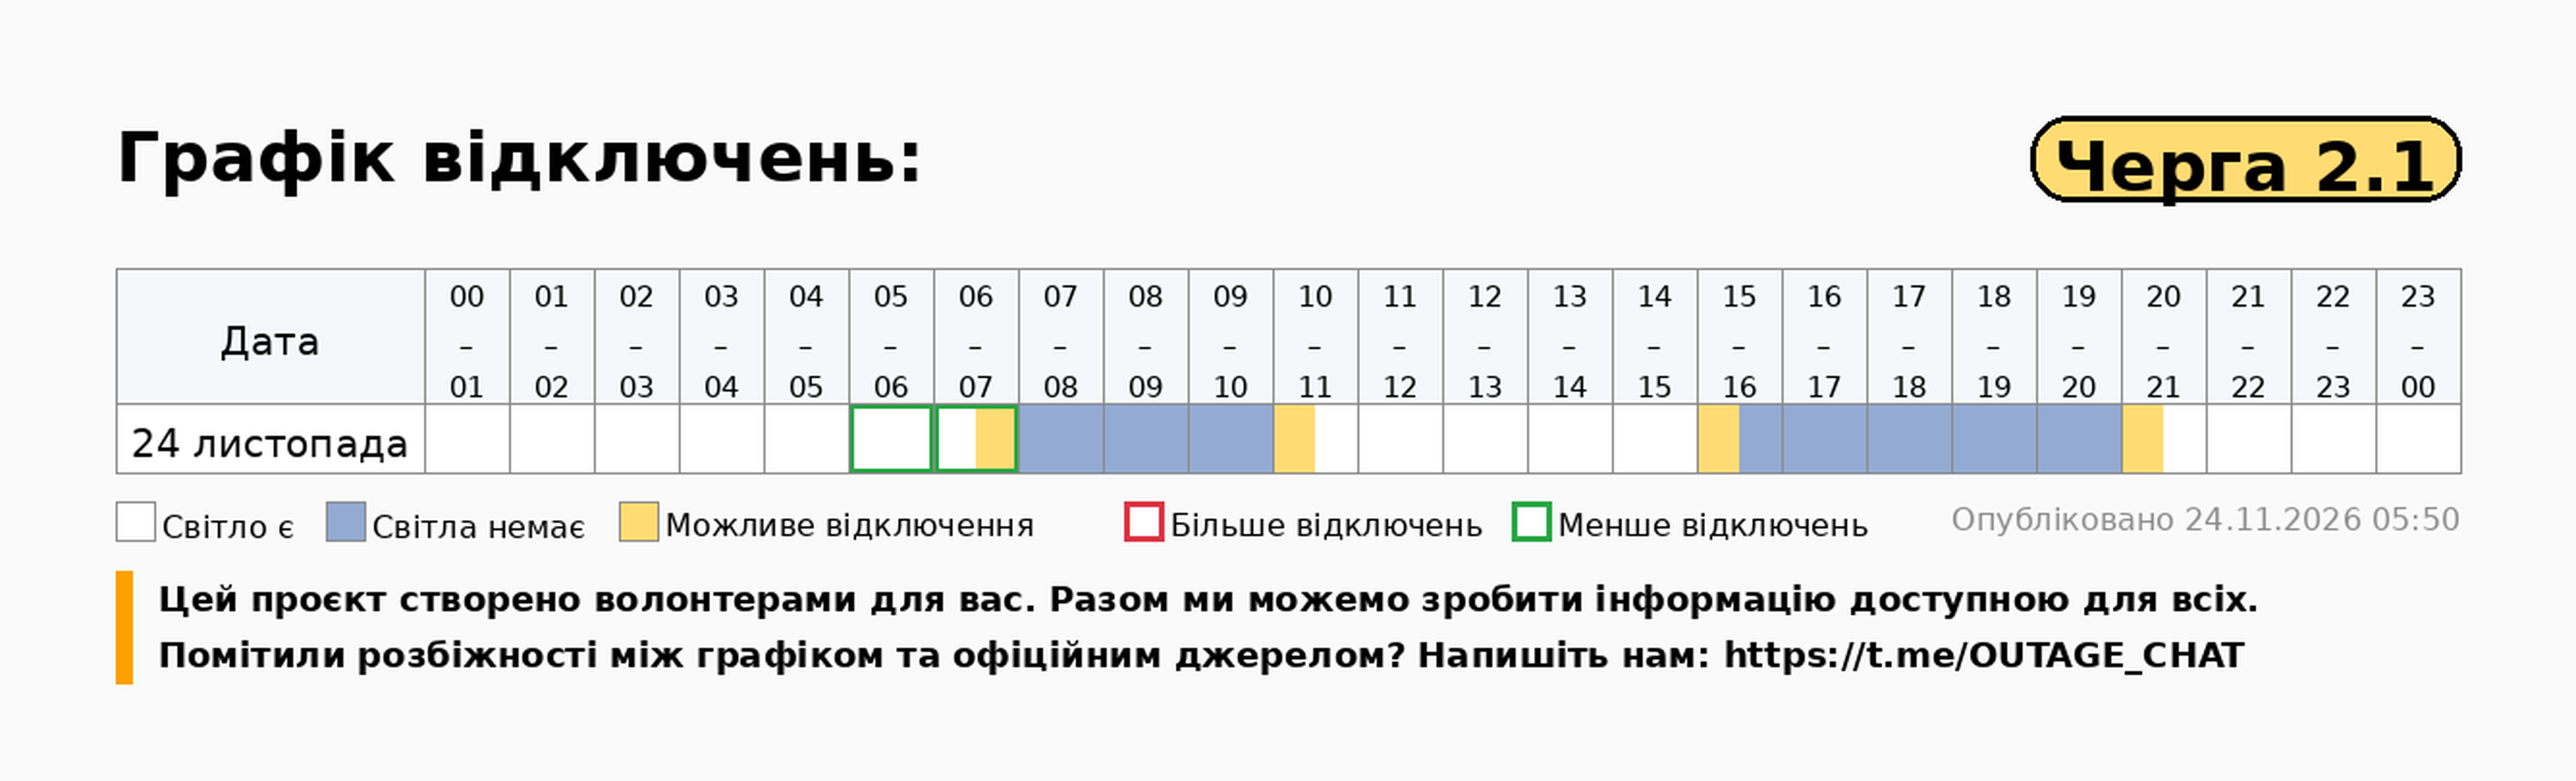 Графік відключень:
Черга 2.1
Дата 00 – 01 01 – 02 02 – 03 03 – 04 04 – 05 05 – 06 06 – 07 07 – 08 08 – 09 09 – 10 10 – 11 11 – 12 12 – 13 13 – 14 14 – 15 15 – 16 16 – 17 17 – 18 18 – 19 19 – 20 20 – 21 21 – 22 22 – 23 23 – 00
24 листопада
Світло є Світла немає Можливе відключення Більше відключень Менше відключень Опубліковано 24.11.2026 05:50
Цей проєкт створено волонтерами для вас. Разом ми можемо зробити інформацію доступною для всіх.
Помітили розбіжності між графіком та офіційним джерелом? Напишіть нам: https://t.me/OUTAGE_CHAT